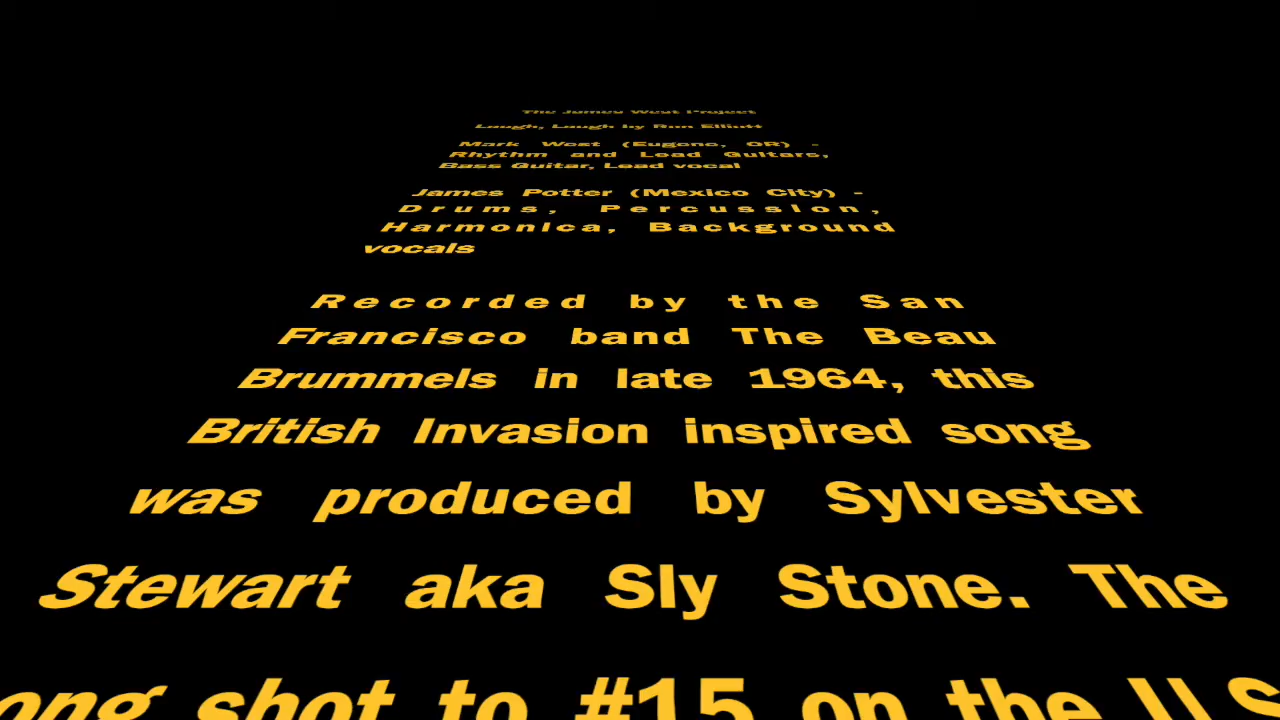 The James West Project
Laugh, Laugh by Ron Elliott
Mark West (Eugene, OR) -
Rhythm and Lead Guitars,
Bass Guitar, Lead vocal
James Potter (Mexico City) -
Drums, Percussion,
Harmonica, Background
vocals
Recorded by the San
Francisco band The Beau
Brummels in late 1964, this
British Invasion inspired song
was produced by Sylvester
Stewart aka Sly Stone. The
ong shot to #15 on the U.S